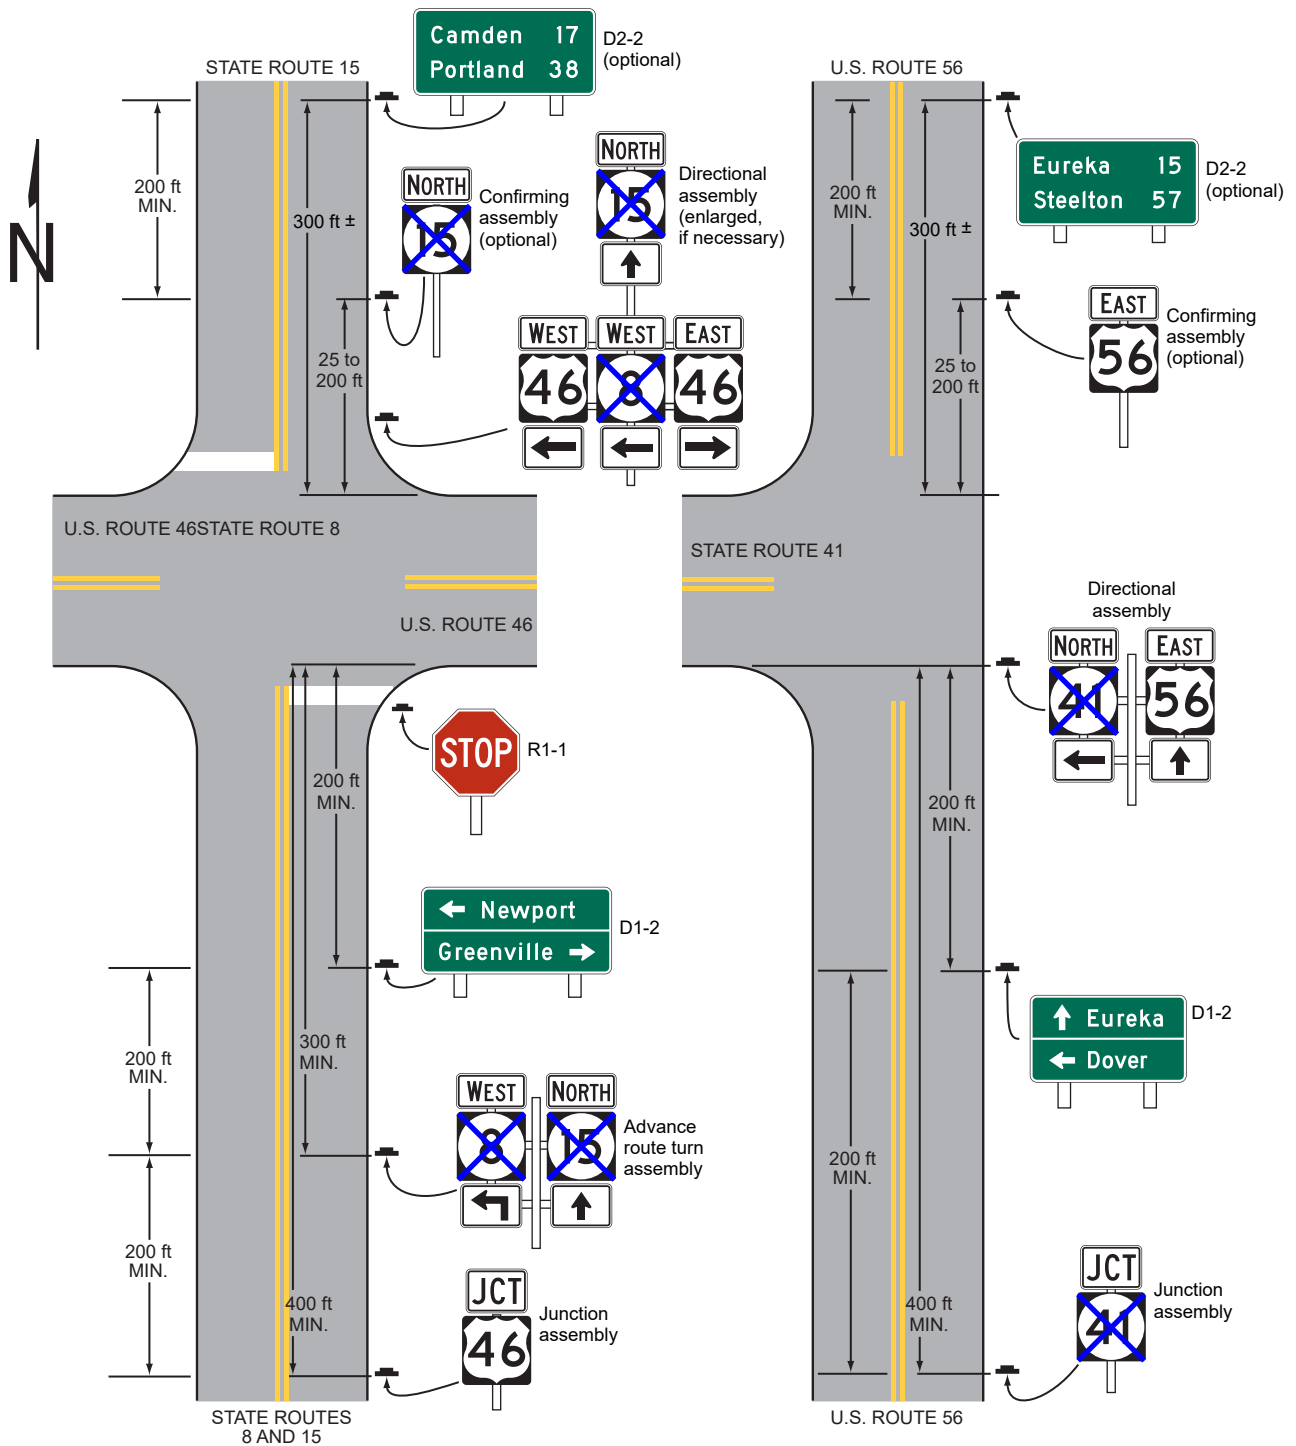 STATE ROUTE 15
Camden 17
Portland 38
D2-2
(optional)
200 ft
MIN.
300 ft ±
N
NORTH
15
Confirming
assembly
(optional)
NORTH
15
Directional
assembly
(enlarged,
if necessary)
25 to
200 ft
WEST
46
WEST
8
EAST
46
U.S. ROUTE 46STATE ROUTE 8
U.S. ROUTE 46
STOP
R1-1
200 ft
MIN.
Newport
Greenville
D1-2
300 ft
MIN.
200 ft
MIN.
WEST
8
NORTH
15
Advance
route turn
assembly
200 ft
MIN.
400 ft
MIN.
JCT
46
Junction
assembly
STATE ROUTES
8 AND 15
U.S. ROUTE 56
200 ft
MIN.
300 ft ±
Eureka 15
Steelton 57
D2-2
(optional)
25 to
200 ft
EAST
56
Confirming
assembly
(optional)
STATE ROUTE 41
Directional
assembly
NORTH
41
EAST
56
200 ft
MIN.
Eureka
Dover
D1-2
200 ft
MIN.
400 ft
MIN.
JCT
41
Junction
assembly
U.S. ROUTE 56